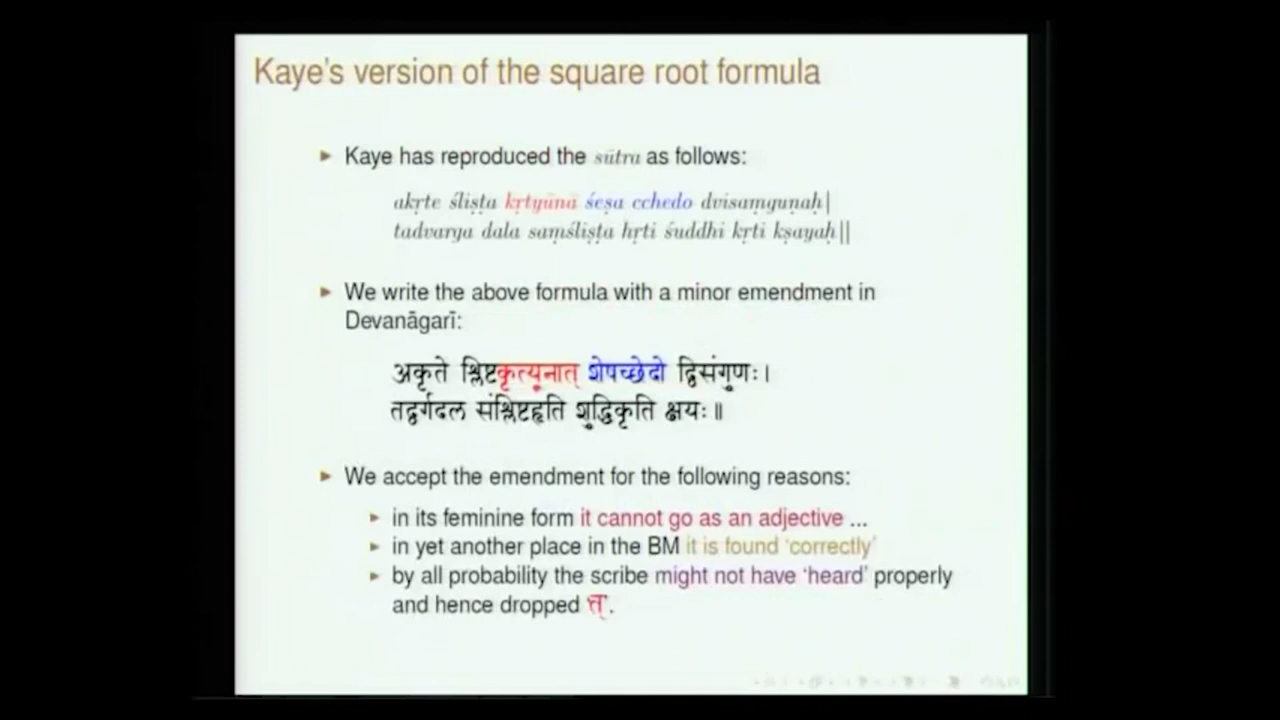 Kaye's version of the square root formula
► Kaye has reproduced the sūtra as follows:
akṛte śliṣṭa kṛtyūnā śeṣa cchedo dvisaṃguṇaḥ|
tadvarga dala saṃśliṣṭa hṛti śuddhi kṛti kṣayaḥ||
► We write the above formula with a minor emendment in
Devanāgarī:
अकृते श्लिष्टकृत्यूनात् शेषच्छेदो द्विसंगुणः।
तद्वर्गदल संश्लिष्टहृति शुद्धिकृति क्षयः॥
► We accept the emendment for the following reasons:
► in its feminine form it cannot go as an adjective ...
► in yet another place in the BM it is found 'correctly'
► by all probability the scribe might not have 'heard' properly
and hence dropped त्.